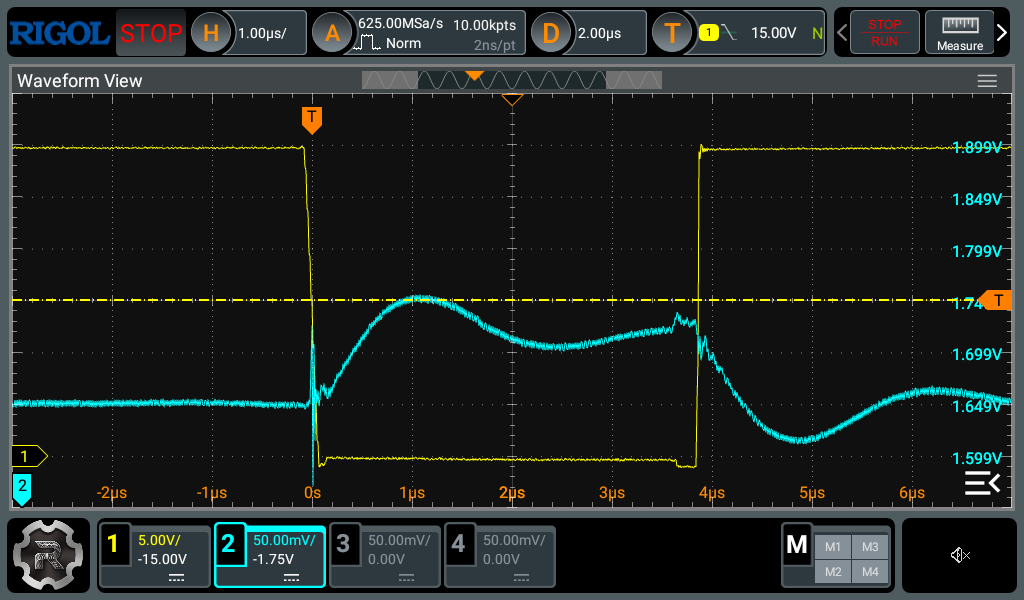 RIGOL STOP H 1.00μs/ A 625.00MSa/s 10.00kpts D 2.00μs T 1 15.00V N STOP Measure
Norm 2ns/pt RUN
Waveform View
T
1.899V
1.849V
1.799V
1.74 T
1.699V
1.649V
1 1.599V
2 -2μs -1μs 0s 1μs 2μs 3μs 4μs 5μs 6μs
1 5.00V/ 2 50.00mV/ 3 50.00mV/ 4 50.00mV/ M M1 M3
-15.00V -1.75V 0.00V 0.00V M2 M4